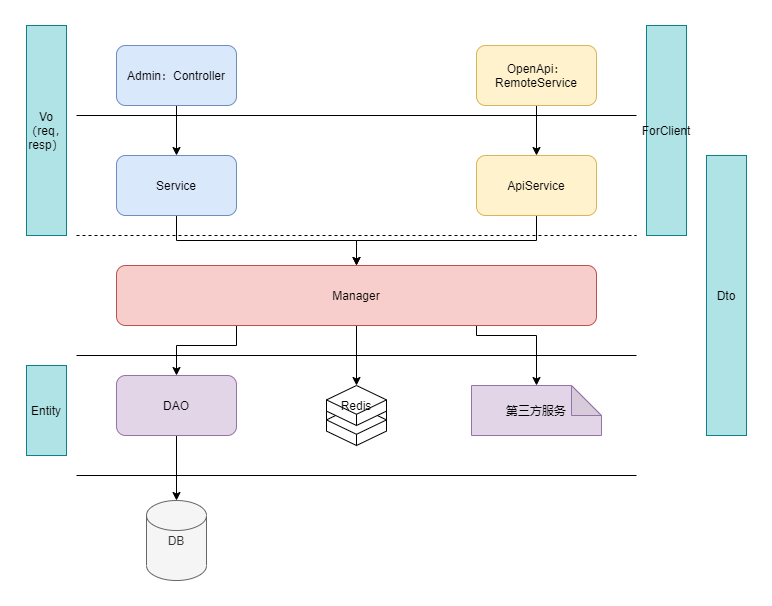 Vo
（req,
resp）
Admin：Controller
OpenApi：
RemoteService
ForClient
Service
ApiService
Manager
Dto
Entity
DAO
Redis
第三方服务
DB